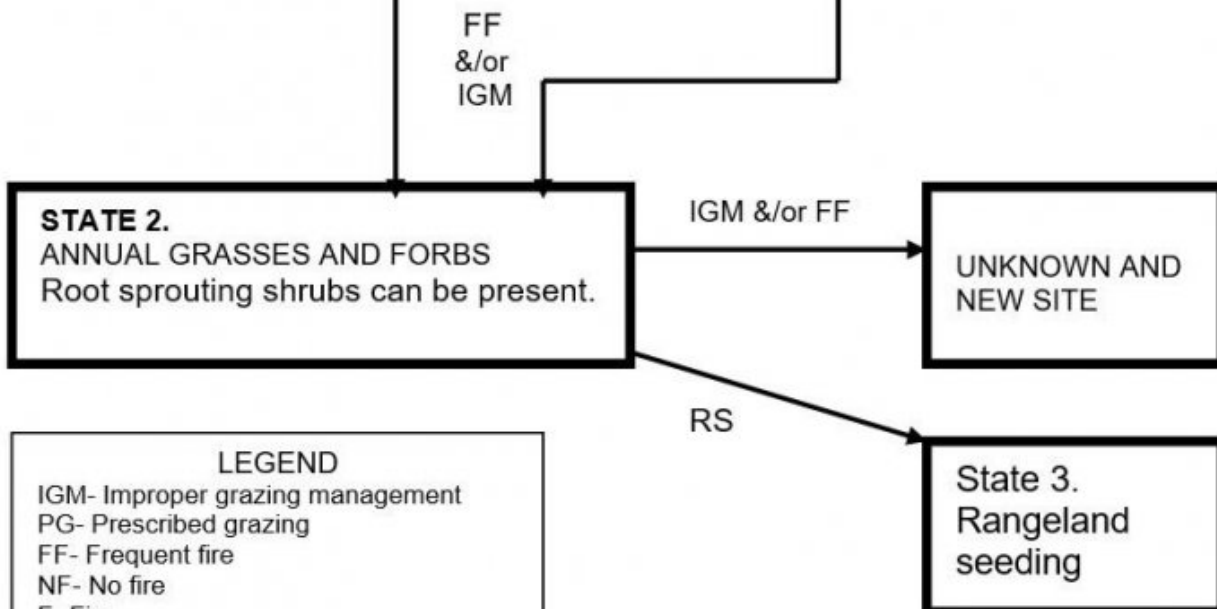 FF
&/or
IGM
STATE 2.
ANNUAL GRASSES AND FORBS
Root sprouting shrubs can be present.
IGM &/or FF
UNKNOWN AND
NEW SITE
RS
State 3.
Rangeland
seeding
LEGEND
IGM- Improper grazing management
PG- Prescribed grazing
FF- Frequent fire
NF- No fire